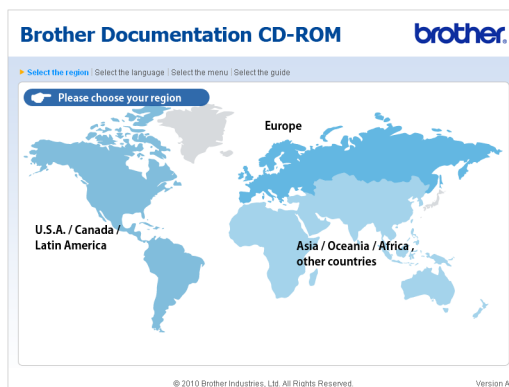 Brother Documentation CD-ROM
brother
Select the region | Select the language | Select the menu | Select the guide
Please choose your region
Europe
U.S.A. / Canada /
Latin America
Asia / Oceania / Africa ,
other countries
© 2010 Brother Industries, Ltd. All Rights Reserved.
Version A